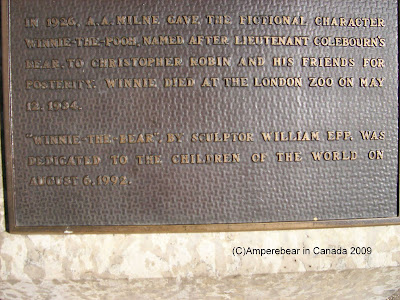 IN 1926, A.A. MILNE GAVE THE FICTIONAL CHARACTER
WINNIE-THE-POOH, NAMED AFTER LIEUTENANT COLEBOURN'S
BEAR, TO CHRISTOPHER ROBIN AND HIS FRIENDS FOR
POSTERITY. WINNIE DIED AT THE LONDON ZOO ON MAY
12, 1934.
"WINNIE-THE-BEAR", BY SCULPTOR WILLIAM EPP, WAS
DEDICATED TO THE CHILDREN OF THE WORLD ON
AUGUST 6, 1992.
(C)Amperebear in Canada 2009